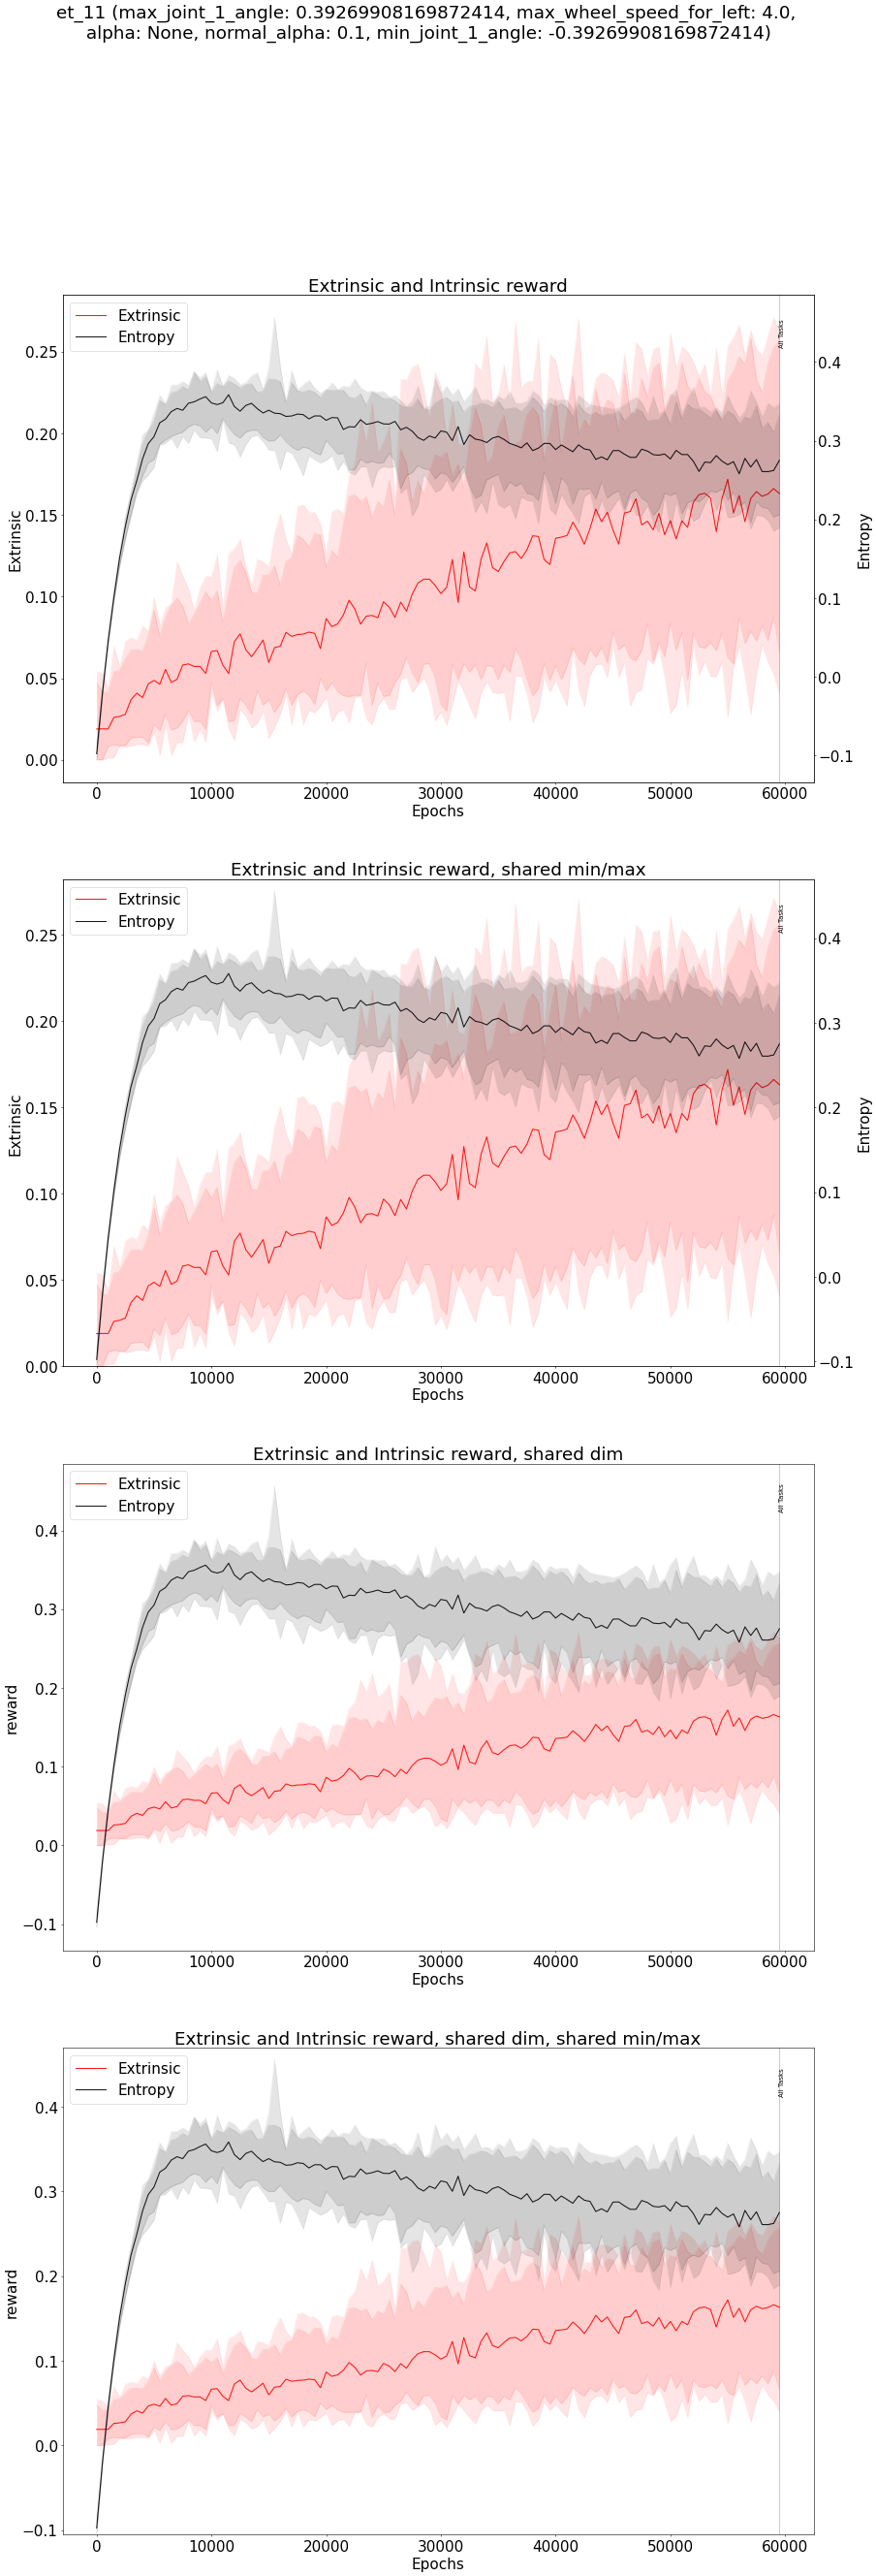 et_11 (max_joint_1_angle: 0.39269908169872414, max_wheel_speed_for_left: 4.0,
alpha: None, normal_alpha: 0.1, min_joint_1_angle: -0.39269908169872414)
Extrinsic and Intrinsic reward
Extrinsic
Entropy
All Tasks
0.25
0.20
0.15
0.10
0.05
0.00
Extrinsic
0.4
0.3
0.2
0.1
0.0
−0.1
Entropy
0 10000 20000 30000 40000 50000 60000
Epochs
Extrinsic and Intrinsic reward, shared min/max
Extrinsic
Entropy
All Tasks
0.25
0.20
0.15
0.10
0.05
0.00
Extrinsic
0.4
0.3
0.2
0.1
0.0
−0.1
Entropy
0 10000 20000 30000 40000 50000 60000
Epochs
Extrinsic and Intrinsic reward, shared dim
Extrinsic
Entropy
All Tasks
0.4
0.3
0.2
0.1
0.0
−0.1
reward
0 10000 20000 30000 40000 50000 60000
Epochs
Extrinsic and Intrinsic reward, shared dim, shared min/max
Extrinsic
Entropy
All Tasks
0.4
0.3
0.2
0.1
0.0
−0.1
reward
0 10000 20000 30000 40000 50000 60000
Epochs